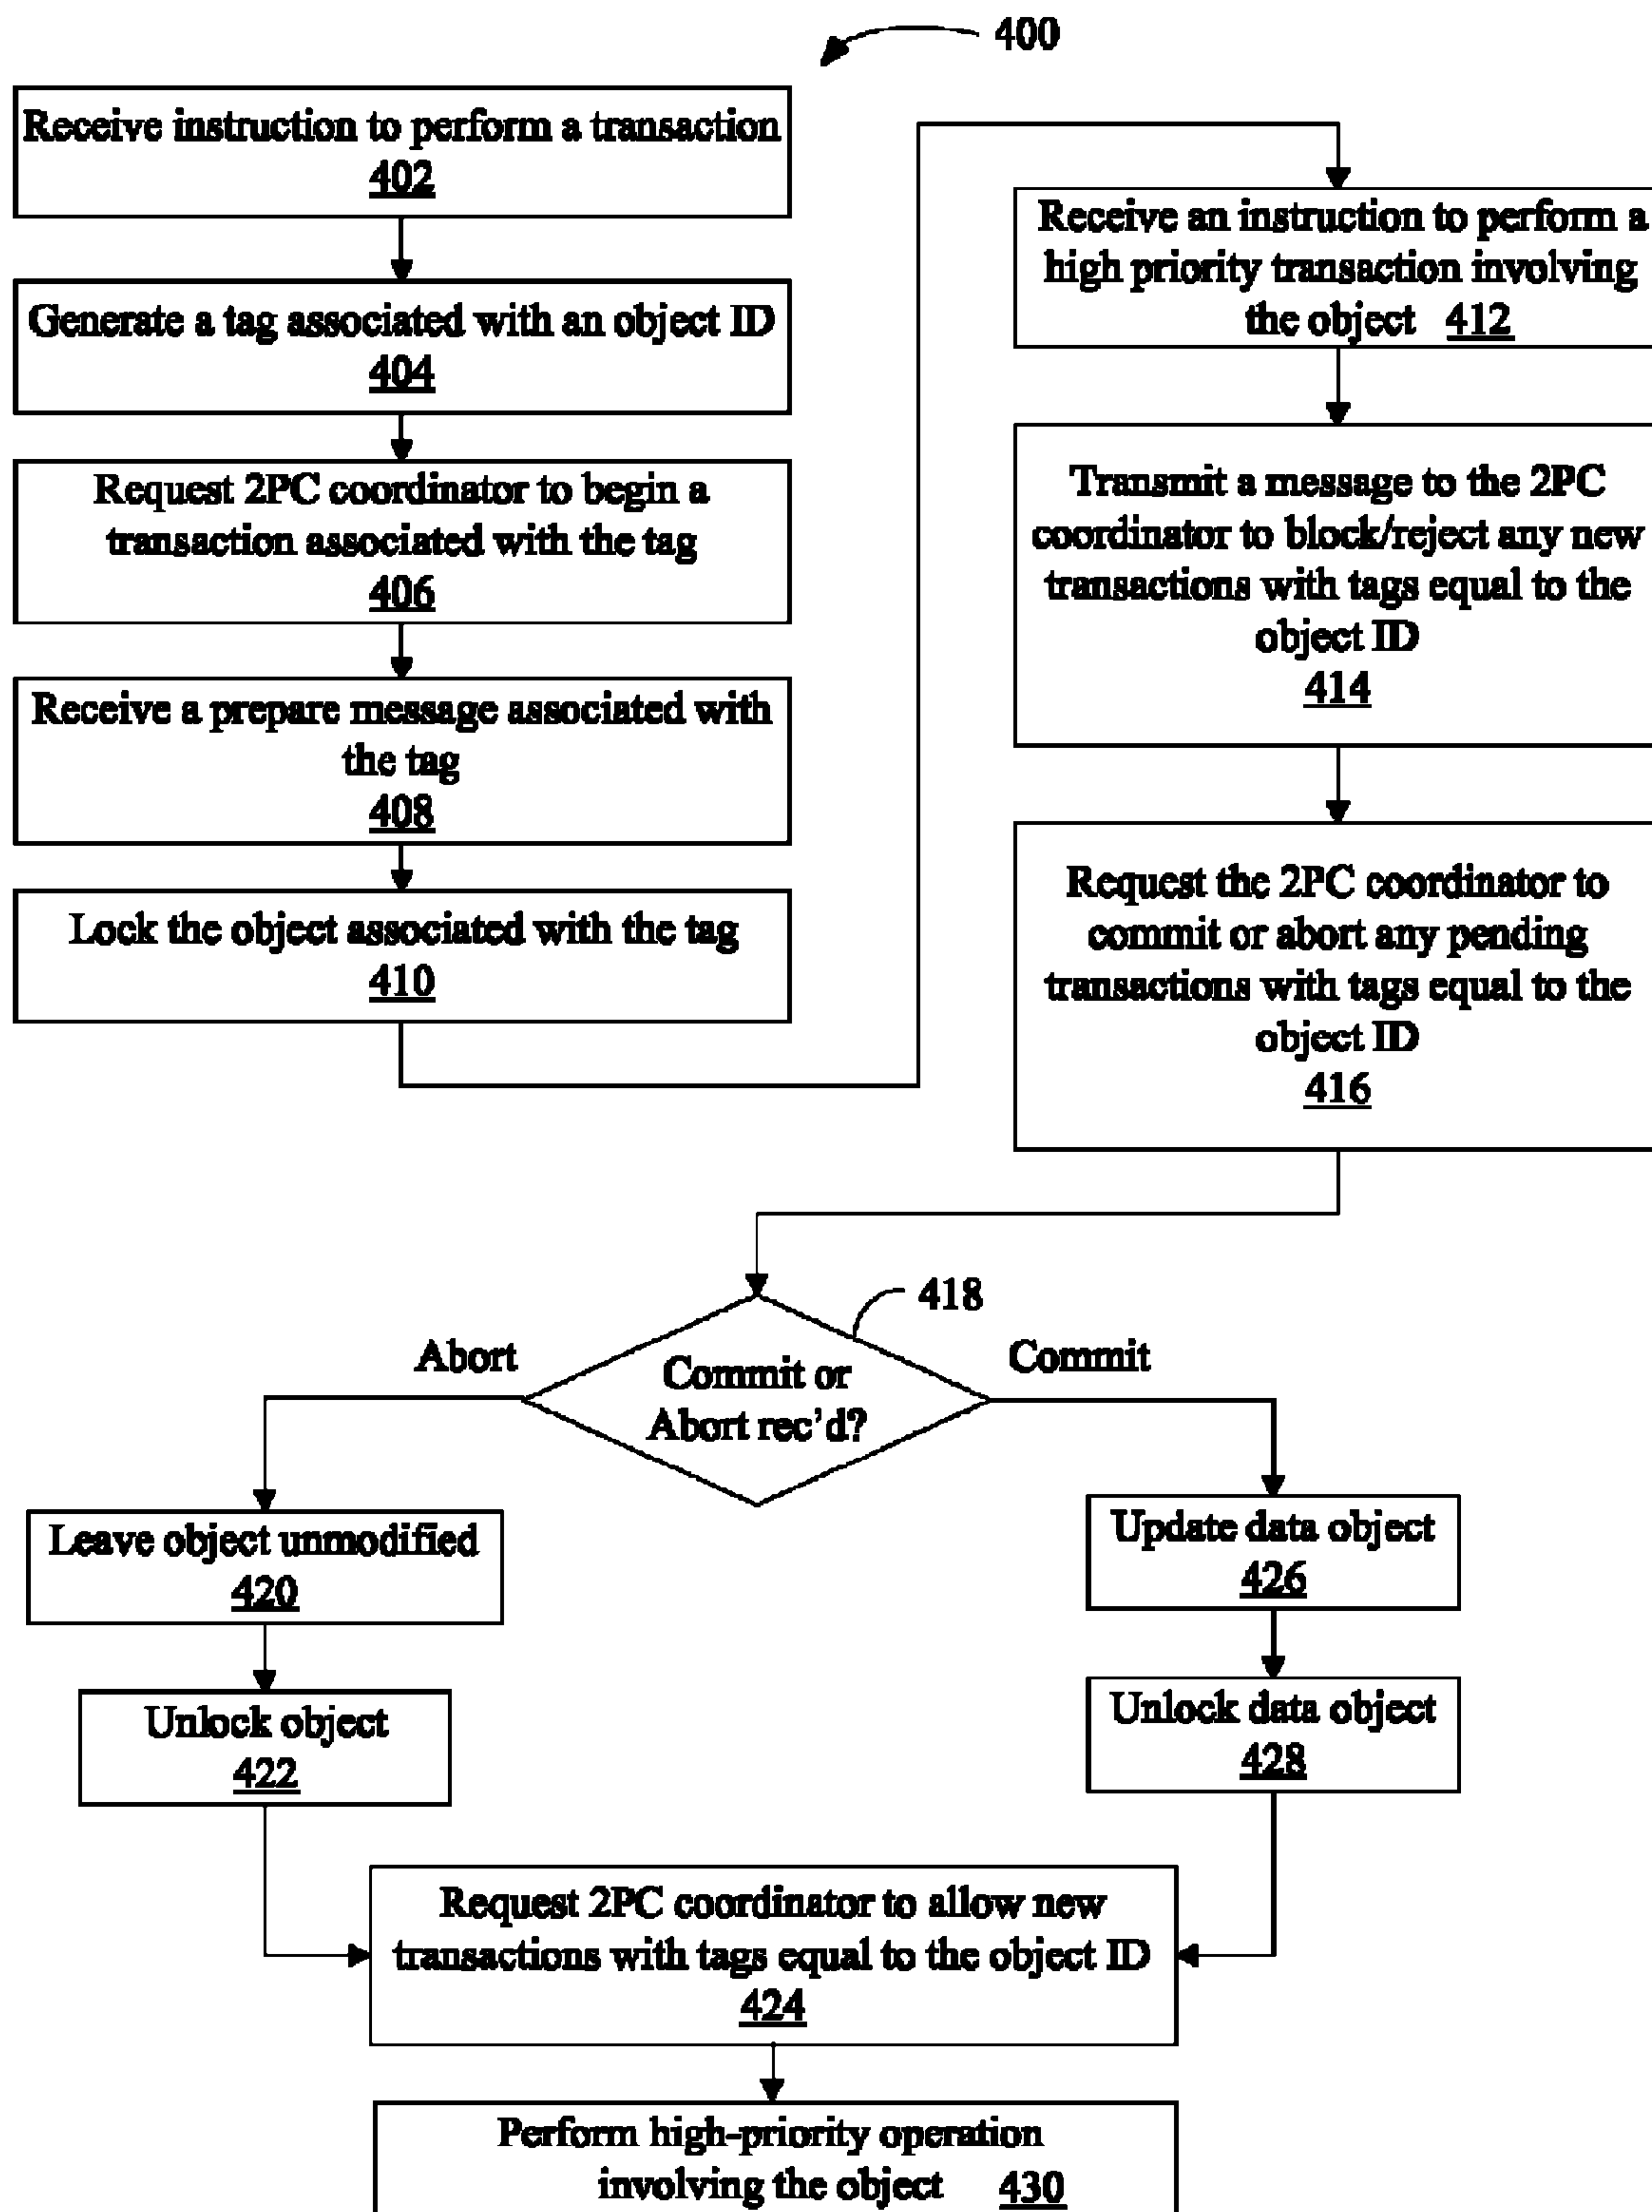 400
Receive instruction to perform a transaction
402
Generate a tag associated with an object ID
404
Request 2PC coordinator to begin a
transaction associated with the tag
406
Receive a prepare message associated with
the tag
408
Lock the object associated with the tag
410
Receive an instruction to perform a
high priority transaction involving
the object 412
Transmit a message to the 2PC
coordinator to block/reject any new
transactions with tags equal to the
object ID
414
Request the 2PC coordinator to
commit or abort any pending
transactions with tags equal to the
object ID
416
418
Abort
Commit or
Abort rec'd?
Commit
Leave object unmodified
420
Unlock object
422
Update data object
426
Unlock data object
428
Request 2PC coordinator to allow new
transactions with tags equal to the object ID
424
Perform high-priority operation
involving the object 430